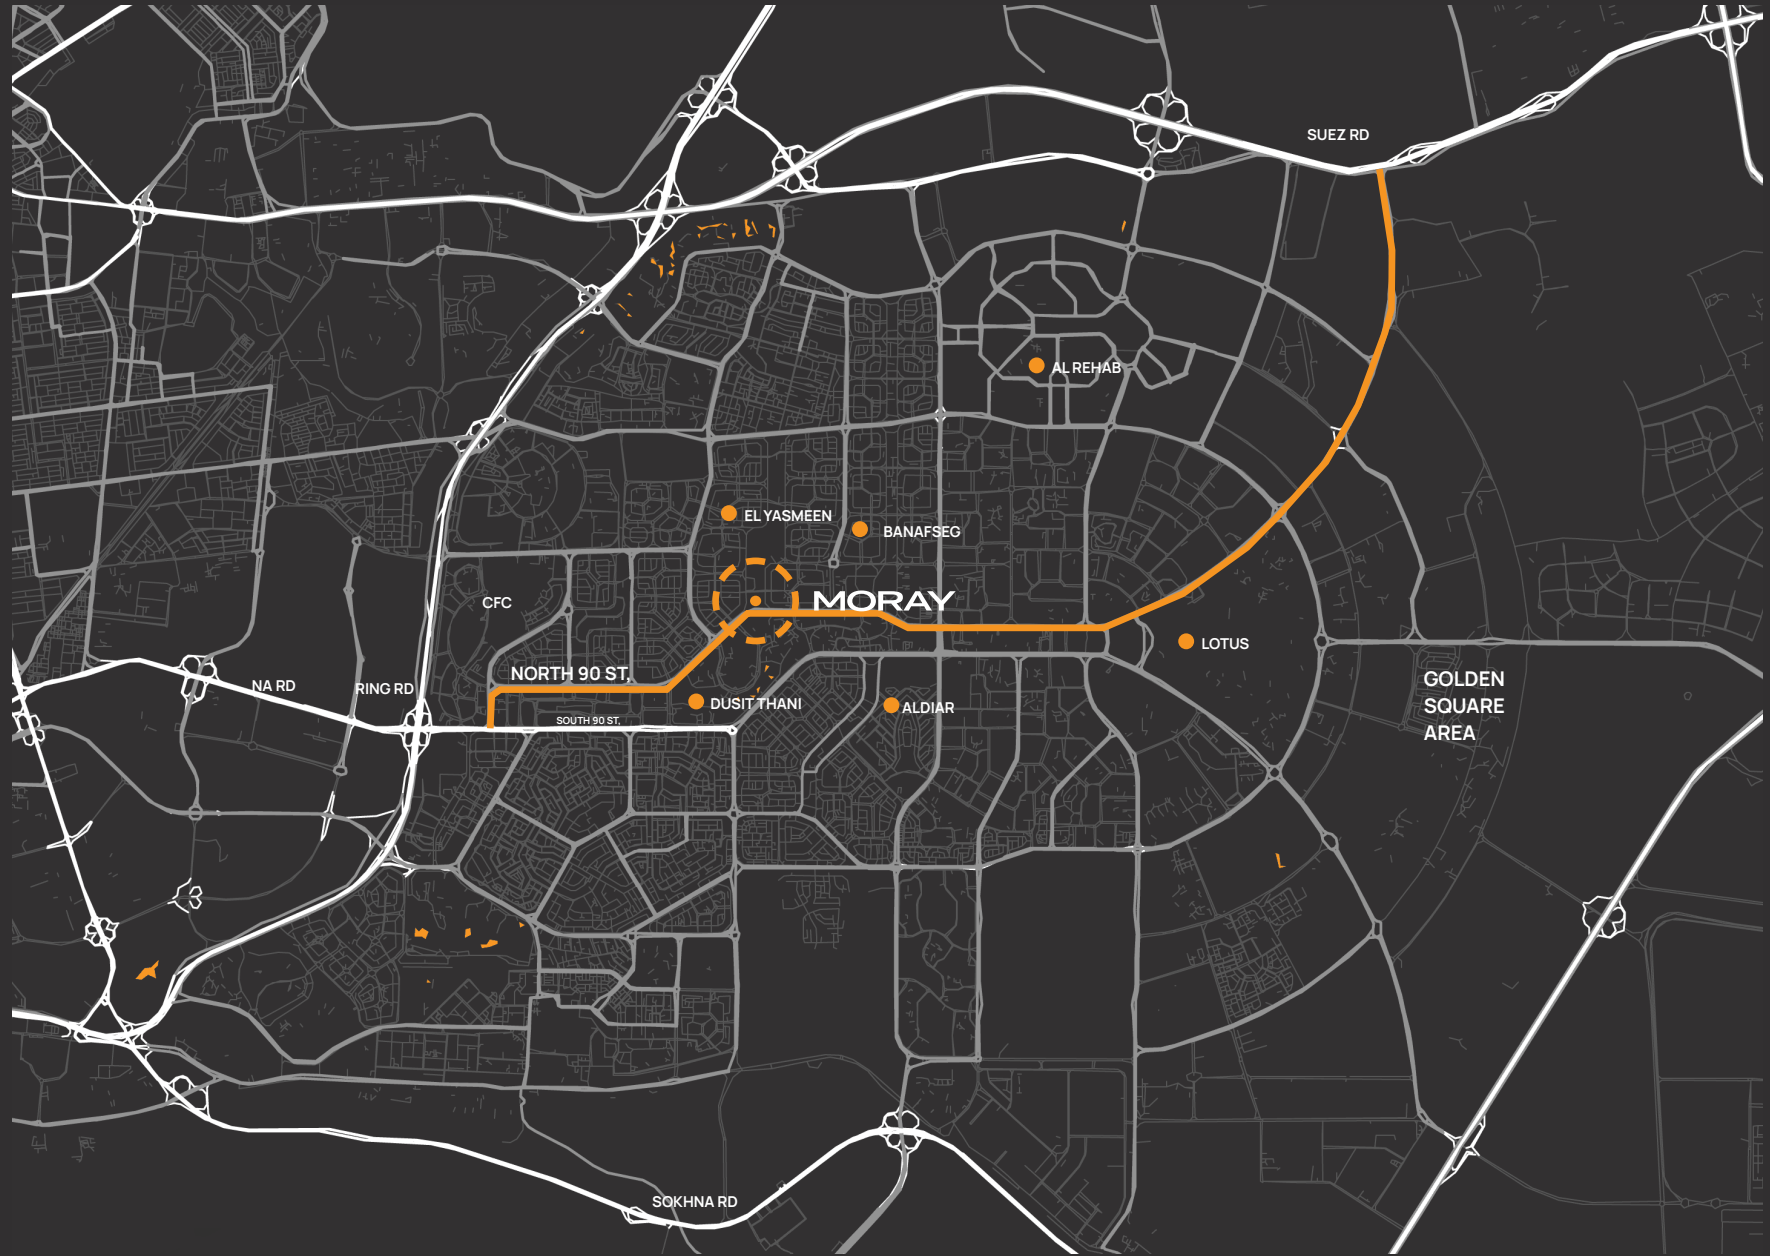 SUEZ RD
AL REHAB
EL YASMEEN
BANAFSEG
CFC
MORAY
LOTUS
NORTH 90 ST,
GOLDEN
SQUARE
AREA
NA RD
RING RD
DUSIT THANI
ALDIAR
SOUTH 90 ST,
SOKHNA RD